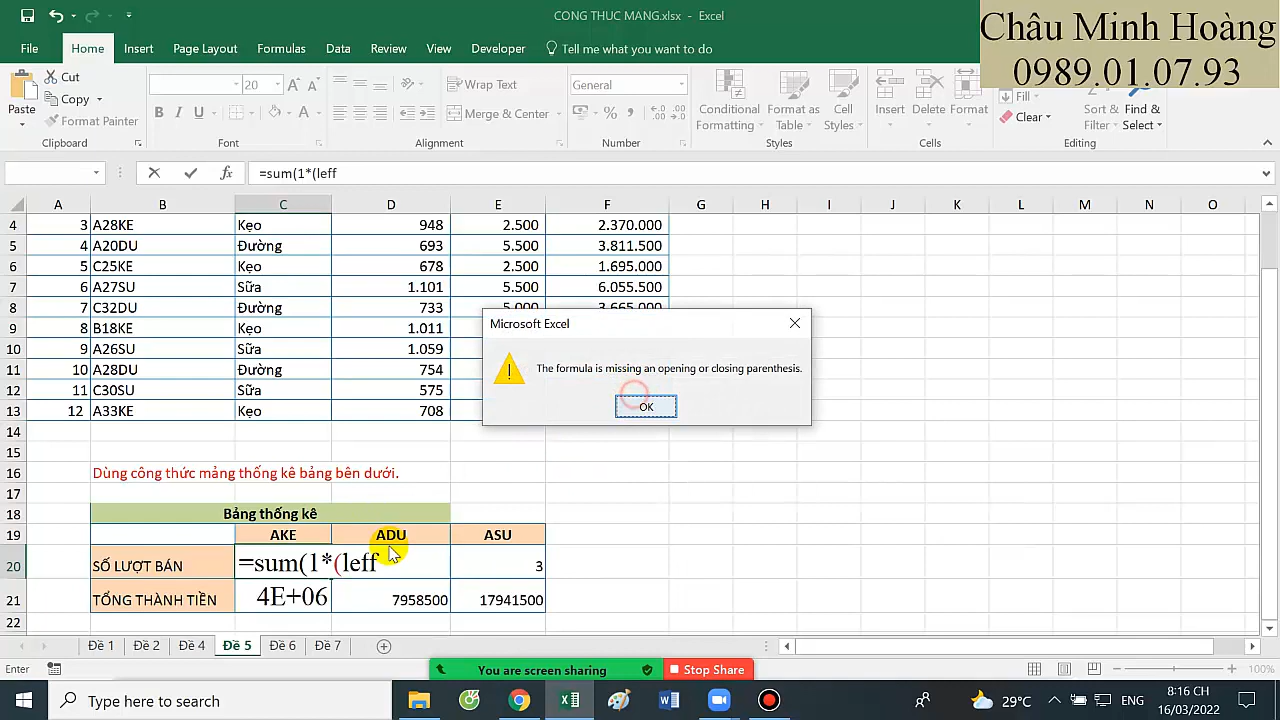 CONG THUC MANG.xlsx - Excel
Châu Minh Hoàng
0989.01.07.93
File Home Insert Page Layout Formulas Data Review View Developer Tell me what you want to do
Paste Cut Copy Format Painter
Clipboard
20 A A
B I U A
Font
Wrap Text
Merge & Center
Alignment
General
%
Number
Conditional Formatting Format as Table Cell Styles
Styles
Insert Delete Format
Cells
Fill
Clear
Sort & Filter Find & Select
Editing
fx =sum(1*(leff
A B C D E F G H I J K L M N O
4 3 A28KE Kẹo 948 2.500 2.370.000
5 4 A20DU Đường 693 5.500 3.811.500
6 5 C25KE Kẹo 678 2.500 1.695.000
7 6 A27SU Sữa 1.101 5.500 6.055.500
8 7 C32DU Đường 733 5.000 3.665.000
9 8 B18KE Kẹo 1.011
10 9 A26SU Sữa 1.059
11 10 A28DU Đường 754
12 11 C30SU Sữa 575
13 12 A33KE Kẹo 708
Microsoft Excel
The formula is missing an opening or closing parenthesis.
OK
14
15
16 Dùng công thức mảng thống kê bảng bên dưới.
17
18 Bảng thống kê
19 AKE ADU ASU
20 SỐ LƯỢT BÁN =sum(1*(leff 3
21 TỔNG THÀNH TIỀN 4E+06 7958500 17941500
22
Đề 1 Đề 2 Đề 4 Đề 5 Đề 6 Đề 7
Enter 100%
You are screen sharing Stop Share
Type here to search
29°C ENG 8:16 CH
16/03/2022